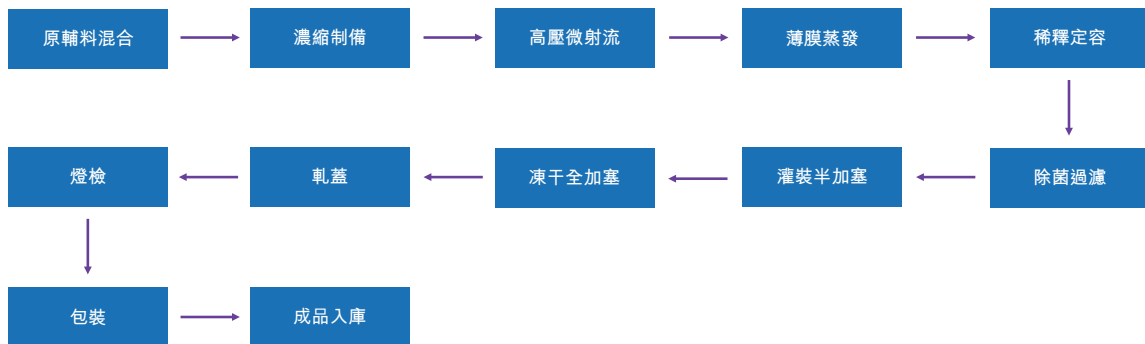 原輔料混合
濃縮制備
高壓微射流
薄膜蒸發
稀釋定容
除菌過濾
灌裝半加塞
凍干全加塞
軋蓋
燈檢
包裝
成品入庫